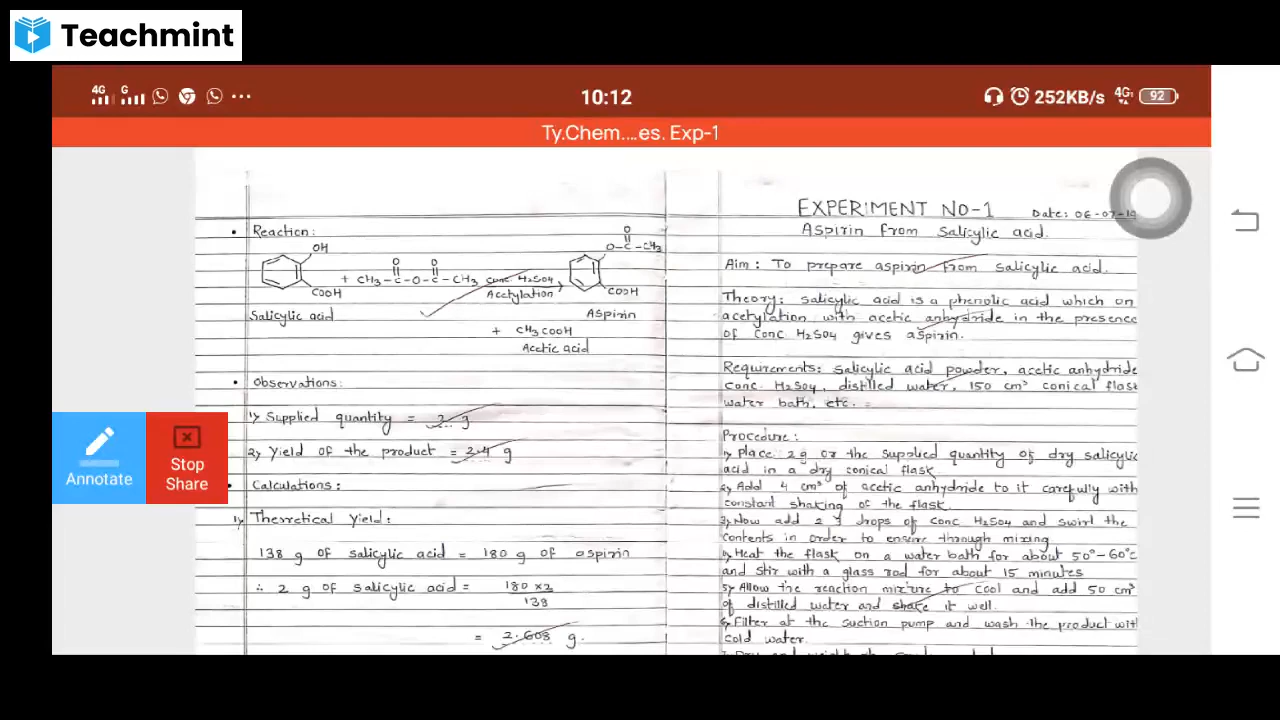 Teachmint
4G G ... 10:12 252KB/s 4G 92
Ty.Chem....es. Exp-1
Reaction:
OH
COOH
+ CH3-C-O-C-CH3
O O
Conc. H2SO4
Acetylation
O
O-C-CH3
COOH
Salicylic acid
Aspirin
+ CH3COOH
Acetic acid
Observations:
1) Supplied quantity = 2 g
2) Yield of the product = 2.4 g
Calculations:
1) Theretical Yield:
138 g of salicylic acid = 180 g of aspirin
∴ 2 g of salicylic acid = 180 x 2
138
= 2.608 g.
EXPERIMENT NO-1 Date: 06-07-19
Aspirin from Salicylic acid.
Aim: To prepare aspirin from salicylic acid.
Theory: Salicylic acid is a phenolic acid which on
acetylation with acetic anhydride in the presence
of Conc H2SO4 gives aspirin.
Requirements: Salicylic acid powder, acetic anhydride
Conc. H2SO4, distilled water, 150 cm3 conical flask
water bath, etc.
Procedure:
1) Place 2g or the supplied quantity of dry salicylic
acid in a dry conical flask.
2) Add 4 cm3 of acetic anhydride to it carefully with
constant shaking of the flask.
3) Now add 2-3 drops of conc H2SO4 and swirl the
contents in order to ensure through mixing
4) Heat the flask on a water bath for about 50°-60°C
and stir with a glass rod for about 15 minutes
5) Allow the reaction mixture to cool and add 50 cm3
of distilled water and shake it well.
6) Filter at the suction pump and wash the product with
cold water.
Annotate
Stop
Share